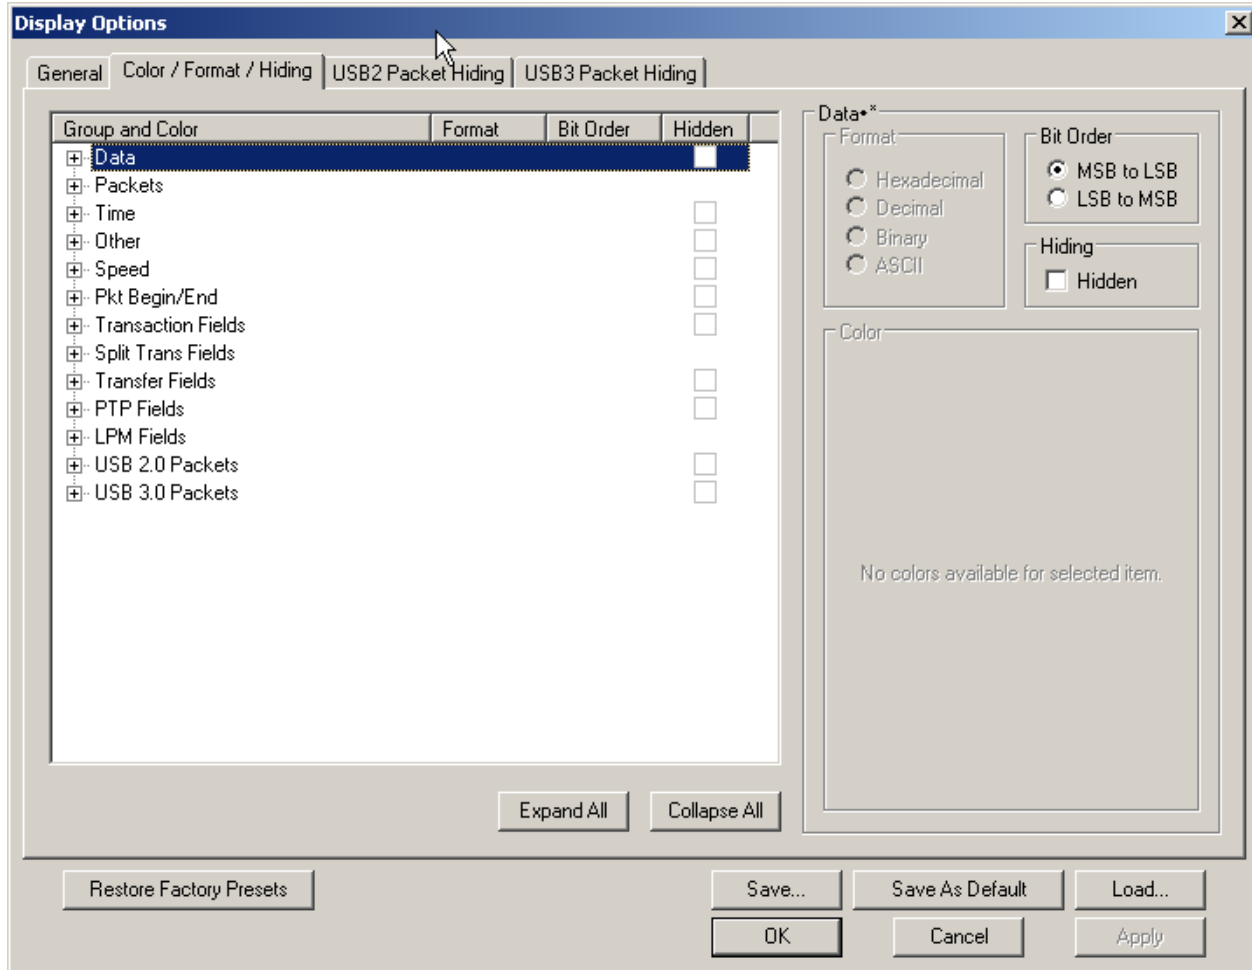 Display Options
General Color / Format / Hiding USB2 Packet Hiding USB3 Packet Hiding
Group and Color Format Bit Order Hidden
Data
Packets
Time
Other
Speed
Pkt Begin/End
Transaction Fields
Split Trans Fields
Transfer Fields
PTP Fields
LPM Fields
USB 2.0 Packets
USB 3.0 Packets
Expand All Collapse All
Data•*
Format
Hexadecimal
Decimal
Binary
ASCII
Bit Order
MSB to LSB
LSB to MSB
Hiding
Hidden
Color
No colors available for selected item.
Restore Factory Presets Save... Save As Default Load...
OK Cancel Apply